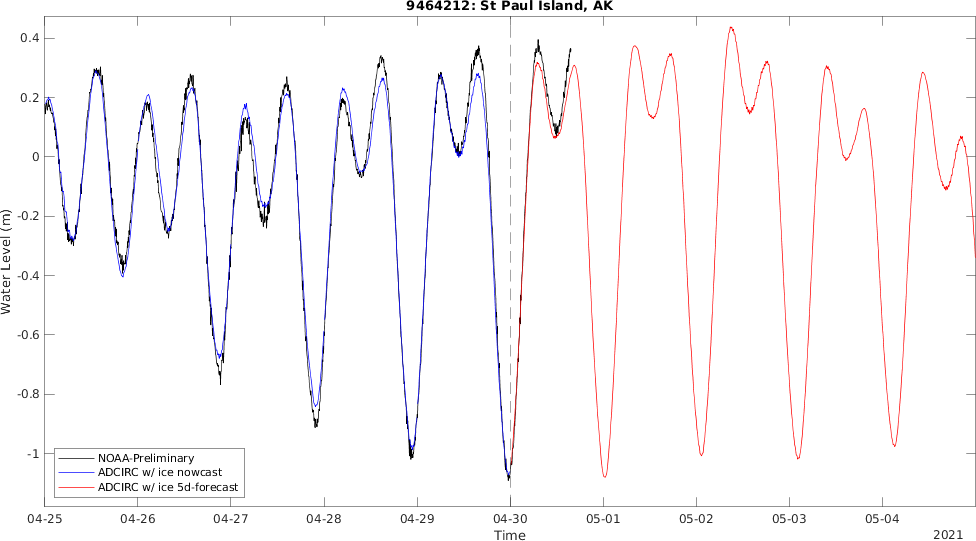 9464212: St Paul Island, AK
0.4
0.2
0
-0.2
-0.4
-0.6
-0.8
-1
Water Level (m)
NOAA-Preliminary
ADCIRC w/ ice nowcast
ADCIRC w/ ice 5d-forecast
04-25 04-26 04-27 04-28 04-29 04-30 05-01 05-02 05-03 05-04
Time
2021